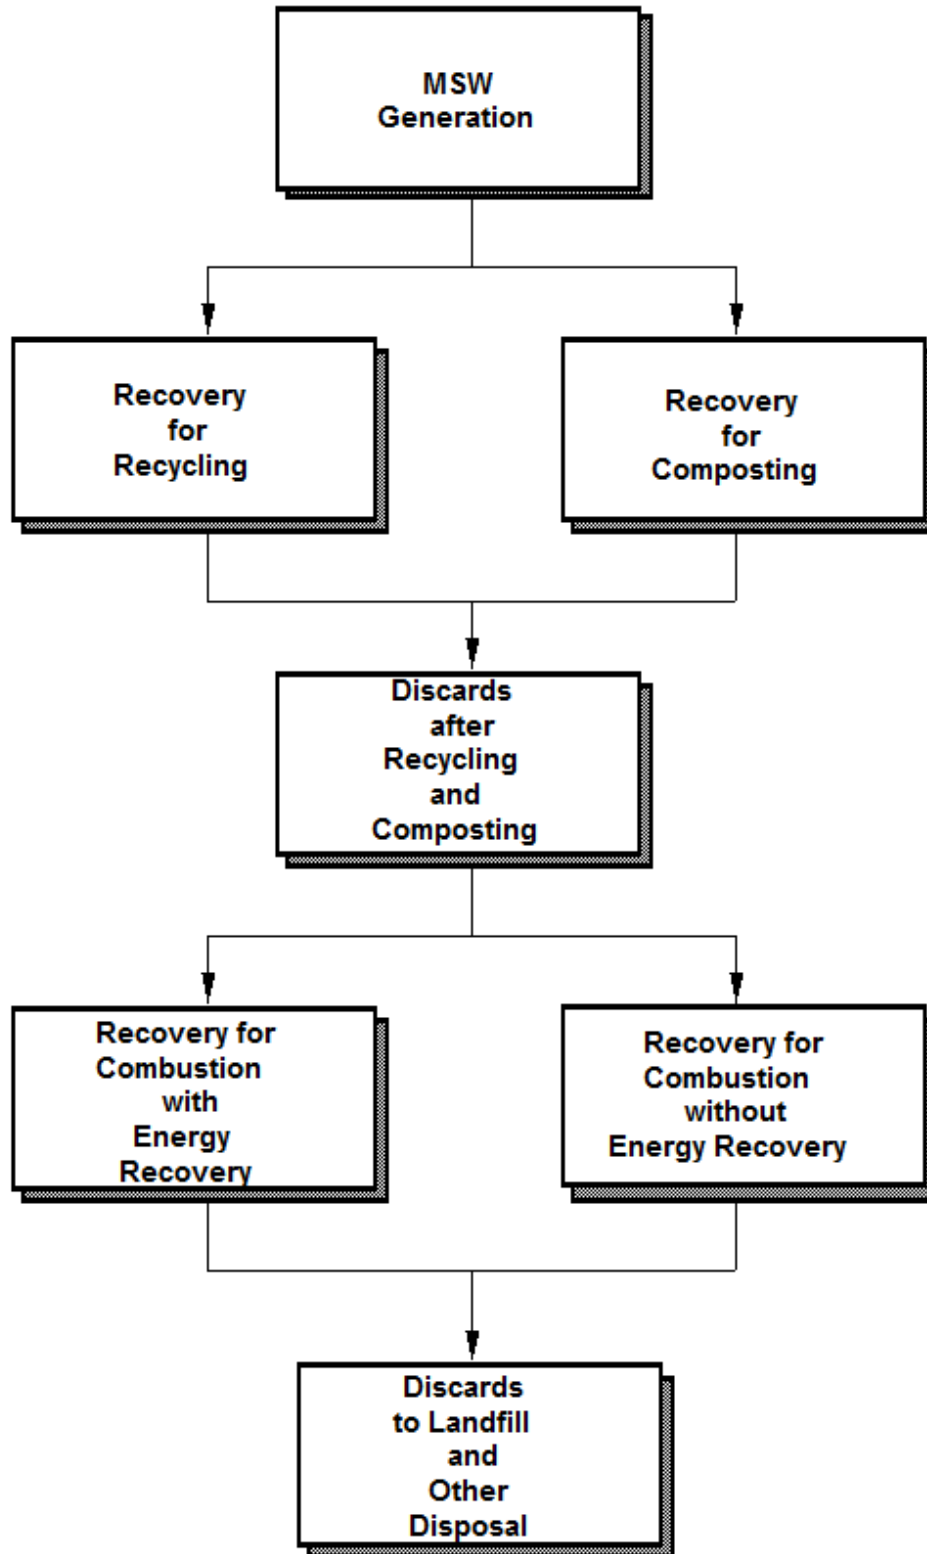 MSW
Generation
Recovery
for
Recycling
Recovery
for
Composting
Discards
after
Recycling
and
Composting
Recovery for
Combustion
with
Energy
Recovery
Recovery for
Combustion
without
Energy Recovery
Discards
to Landfill
and
Other
Disposal